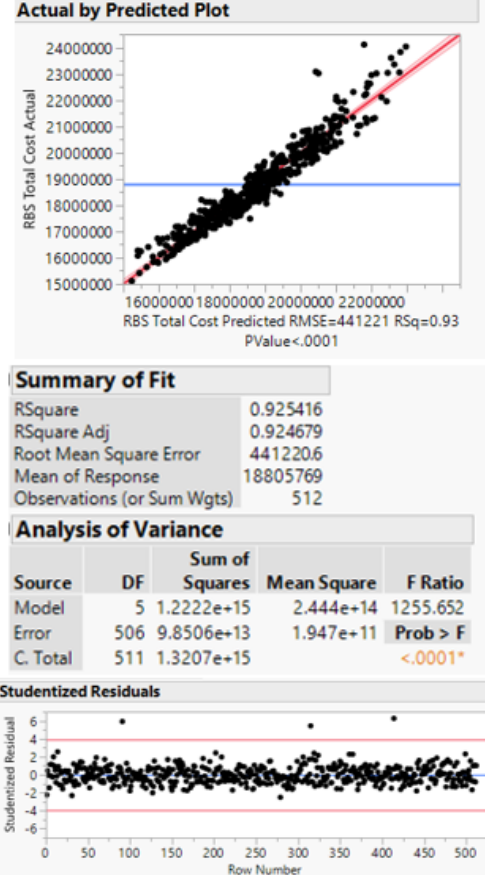 Actual by Predicted Plot
24000000
23000000
22000000
21000000
20000000
19000000
18000000
17000000
16000000
15000000
RBS Total Cost Actual
16000000 18000000 20000000 22000000
RBS Total Cost Predicted RMSE=441221 RSq=0.93
PValue<.0001
Summary of Fit
RSquare 0.925416
RSquare Adj 0.924679
Root Mean Square Error 441220.6
Mean of Response 18805769
Observations (or Sum Wgts) 512
Analysis of Variance
Sum of
Source DF Squares Mean Square F Ratio
Model 5 1.2222e+15 2.444e+14 1255.652
Error 506 9.8506e+13 1.947e+11 Prob > F
C. Total 511 1.3207e+15 <.0001*
Studentized Residuals
6
4
2
0
-2
-4
-6
Studentized Residual
0 50 100 150 200 250 300 350 400 450 500
Row Number